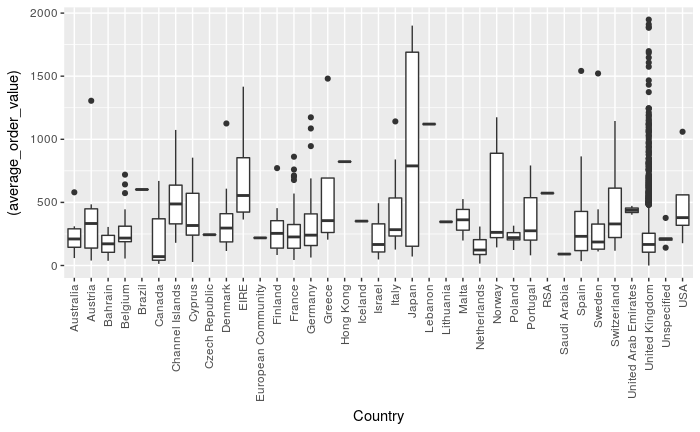 2000
1500
1000
500
0
(average_order_value)
Australia
Austria
Bahrain
Belgium
Brazil
Canada
Channel Islands
Cyprus
Czech Republic
Denmark
EIRE
European Community
Finland
France
Germany
Greece
Hong Kong
Iceland
Israel
Italy
Japan
Lebanon
Lithuania
Malta
Netherlands
Norway
Poland
Portugal
RSA
Saudi Arabia
Spain
Sweden
Switzerland
United Arab Emirates
United Kingdom
Unspecified
USA
Country